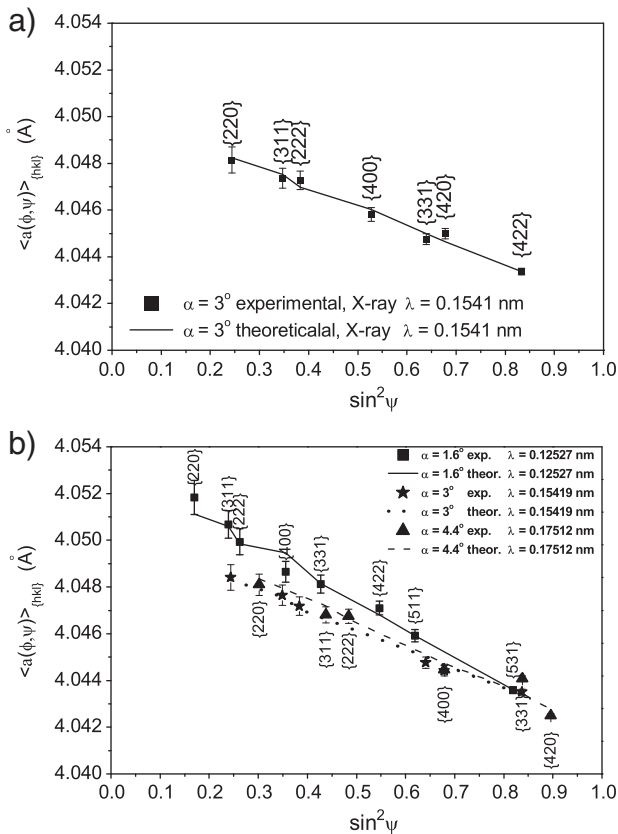 a)
4.054
4.050
4.048
4.046
4.044
4.042
4.040
<a(ϕ,ψ)>{hkl} (Å)
{220}
{311}
{222}
{400}
{331}
{420}
{422}
α = 3° experimental, X-ray λ = 0.1541 nm
α = 3° theoreticalal, X-ray λ = 0.1541 nm
0.0 0.1 0.2 0.3 0.4 0.5 0.6 0.7 0.8 0.9 1.0
sin²ψ
b)
4.054
4.052
4.050
4.048
4.046
4.044
4.042
4.040
<a(ϕ,ψ)>{hkl} (Å)
α = 1.6° exp. λ = 0.12527 nm
α = 1.6° theor. λ = 0.12527 nm
α = 3° exp. λ = 0.15419 nm
α = 3° theor. λ = 0.15419 nm
α = 4.4° exp. λ = 0.17512 nm
α = 4.4° theor. λ = 0.17512 nm
{220}
{311}
{222}
{400}
{331}
{422}
{511}
{531}
{220}
{311}
{222}
{400}
{331}
{420}
0.0 0.1 0.2 0.3 0.4 0.5 0.6 0.7 0.8 0.9 1.0
sin²ψ